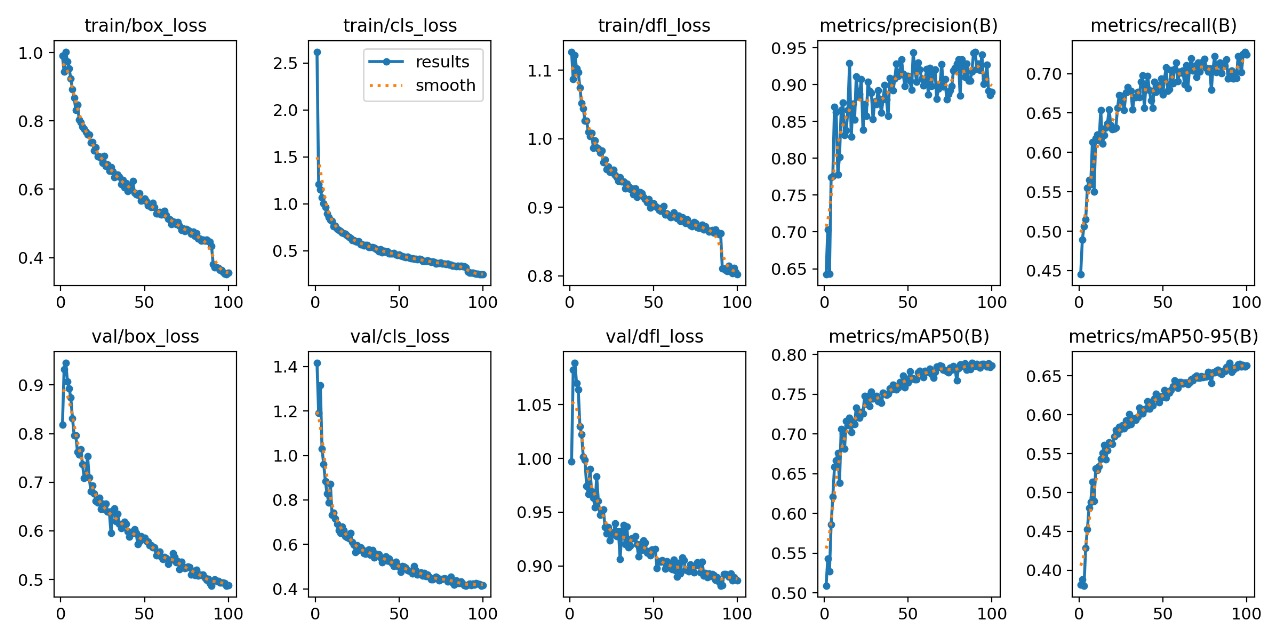 train/box_loss
1.0
0.8
0.6
0.4
0 50 100
train/cls_loss
results
smooth
2.5
2.0
1.5
1.0
0.5
0 50 100
train/dfl_loss
1.1
1.0
0.9
0.8
0 50 100
metrics/precision(B)
0.95
0.90
0.85
0.80
0.75
0.70
0.65
0 50 100
metrics/recall(B)
0.70
0.65
0.60
0.55
0.50
0.45
0 50 100
val/box_loss
0.9
0.8
0.7
0.6
0.5
0 50 100
val/cls_loss
1.4
1.2
1.0
0.8
0.6
0.4
0 50 100
val/dfl_loss
1.05
1.00
0.95
0.90
0 50 100
metrics/mAP50(B)
0.80
0.75
0.70
0.65
0.60
0.55
0.50
0 50 100
metrics/mAP50-95(B)
0.65
0.60
0.55
0.50
0.45
0.40
0 50 100